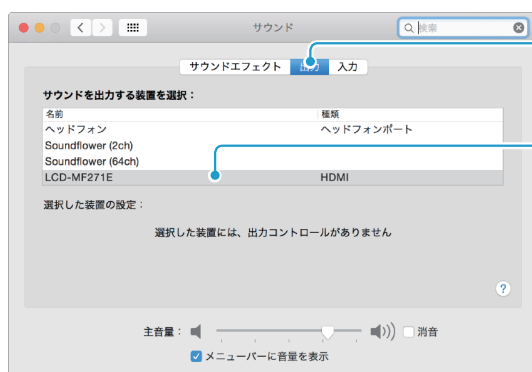 サウンド
検索
サウンドエフェクト 出力 入力
サウンドを出力する装置を選択：
名前 種類
ヘッドフォン ヘッドフォンポート
Soundflower (2ch)
Soundflower (64ch)
LCD-MF271E HDMI
選択した装置の設定：
選択した装置には、出力コントロールがありません
?
主音量： 消音
メニューバーに音量を表示